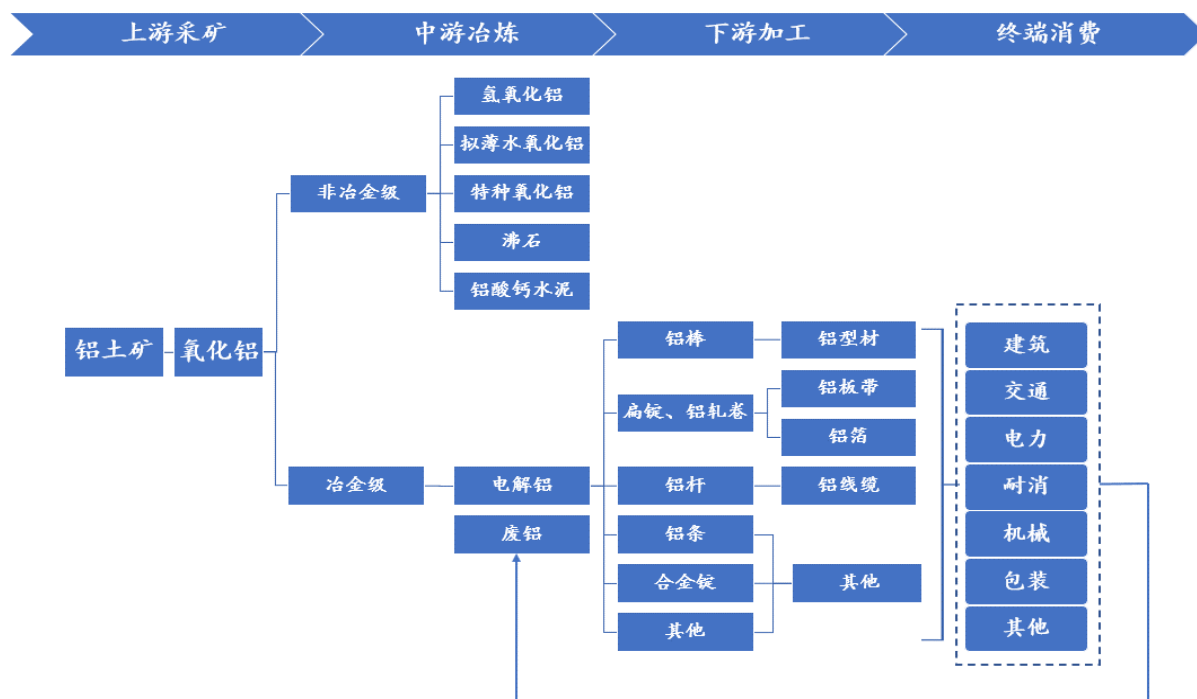 上游采矿
中游冶炼
下游加工
终端消费
氢氧化铝
拟薄水氧化铝
非冶金级
特种氧化铝
沸石
铝酸钙水泥
铝土矿
氧化铝
铝棒
铝型材
建筑
扁锭、铝轧卷
铝板带
交通
铝箔
电力
冶金级
电解铝
铝杆
铝线缆
耐消
废铝
铝条
机械
合金锭
其他
包装
其他
其他